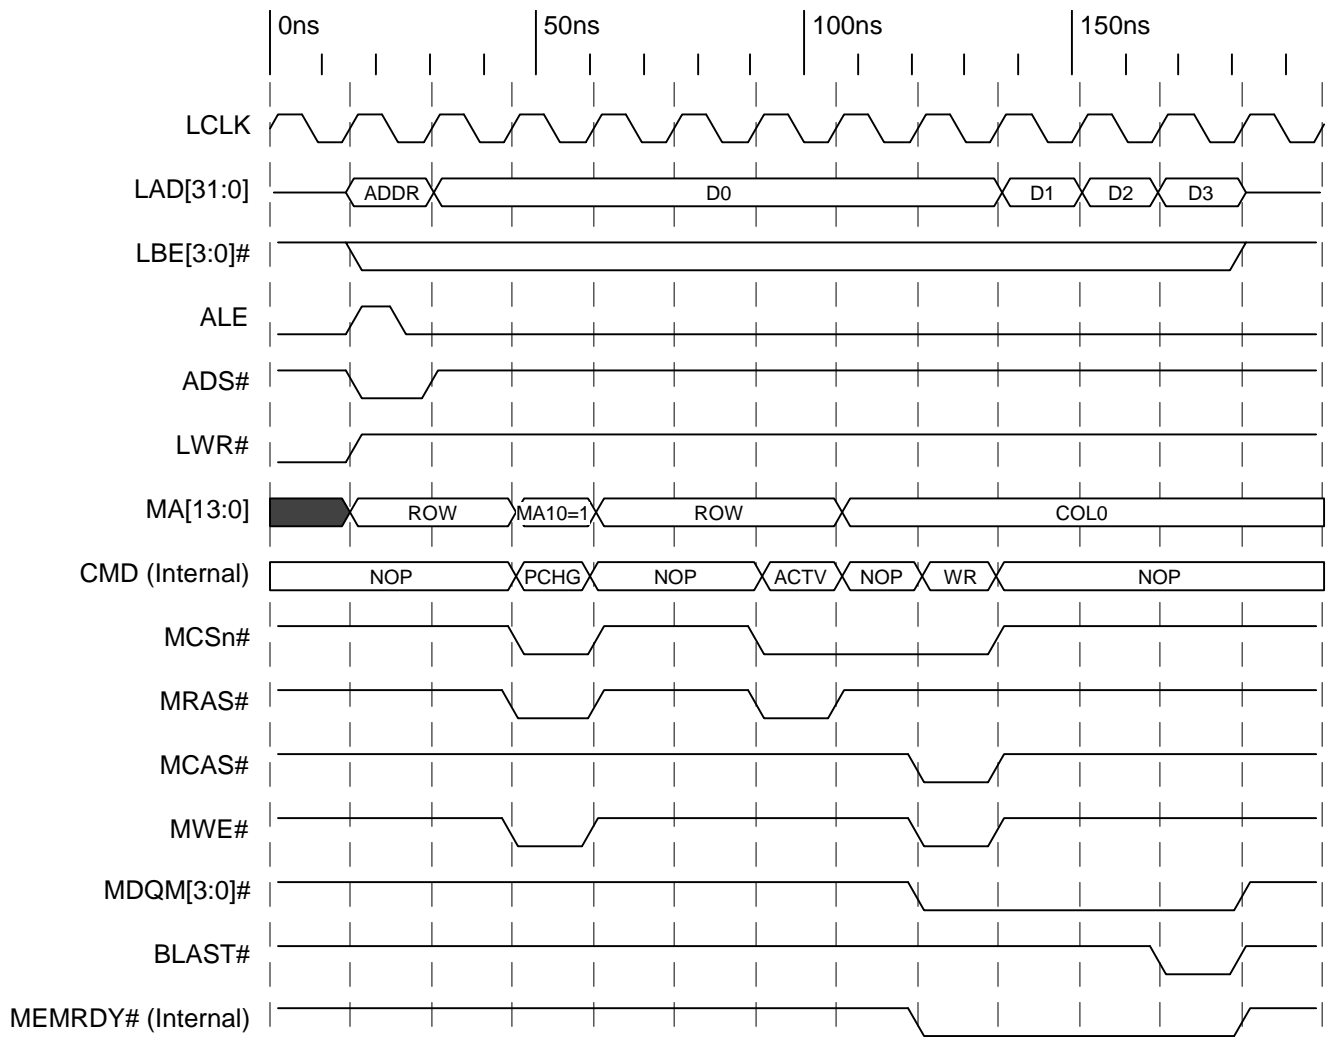 0ns 50ns 100ns 150ns
LCLK
LAD[31:0] ADDR D0 D1 D2 D3
LBE[3:0]#
ALE
ADS#
LWR#
MA[13:0] ROW MA10=1 ROW COL0
CMD (Internal) NOP PCHG NOP ACTV NOP WR NOP
MCSn#
MRAS#
MCAS#
MWE#
MDQM[3:0]#
BLAST#
MEMRDY# (Internal)